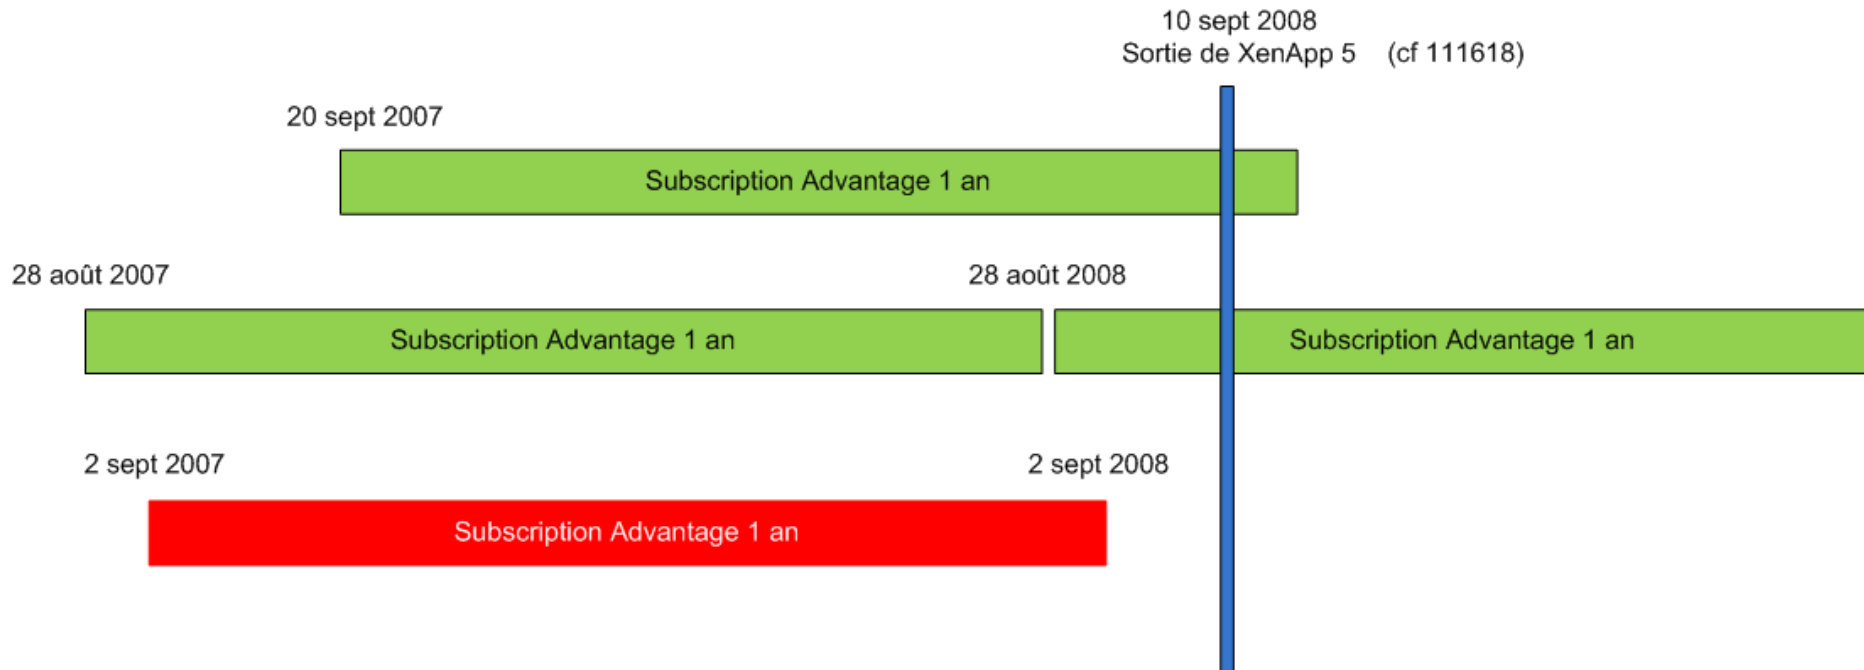 10 sept 2008
Sortie de XenApp 5 (cf 111618)
20 sept 2007
Subscription Advantage 1 an
28 août 2007
28 août 2008
Subscription Advantage 1 an
Subscription Advantage 1 an
2 sept 2007
2 sept 2008
Subscription Advantage 1 an